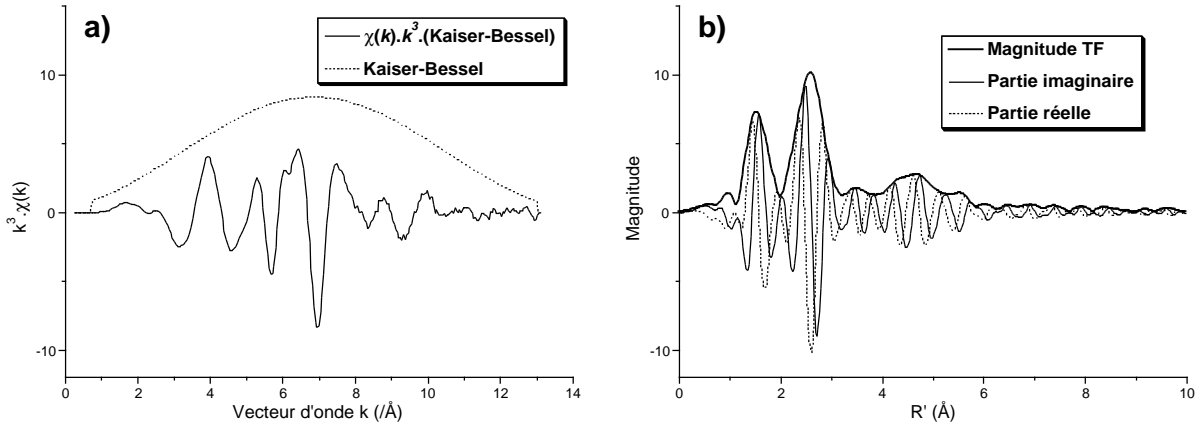 a)
χ(k).k³.(Kaiser-Bessel)
Kaiser-Bessel
10
0
-10
k³.χ(k)
0 2 4 6 8 10 12 14
Vecteur d'onde k (/Å)
b)
Magnitude TF
Partie imaginaire
Partie réelle
10
0
-10
Magnitude
0 2 4 6 8 10
R' (Å)